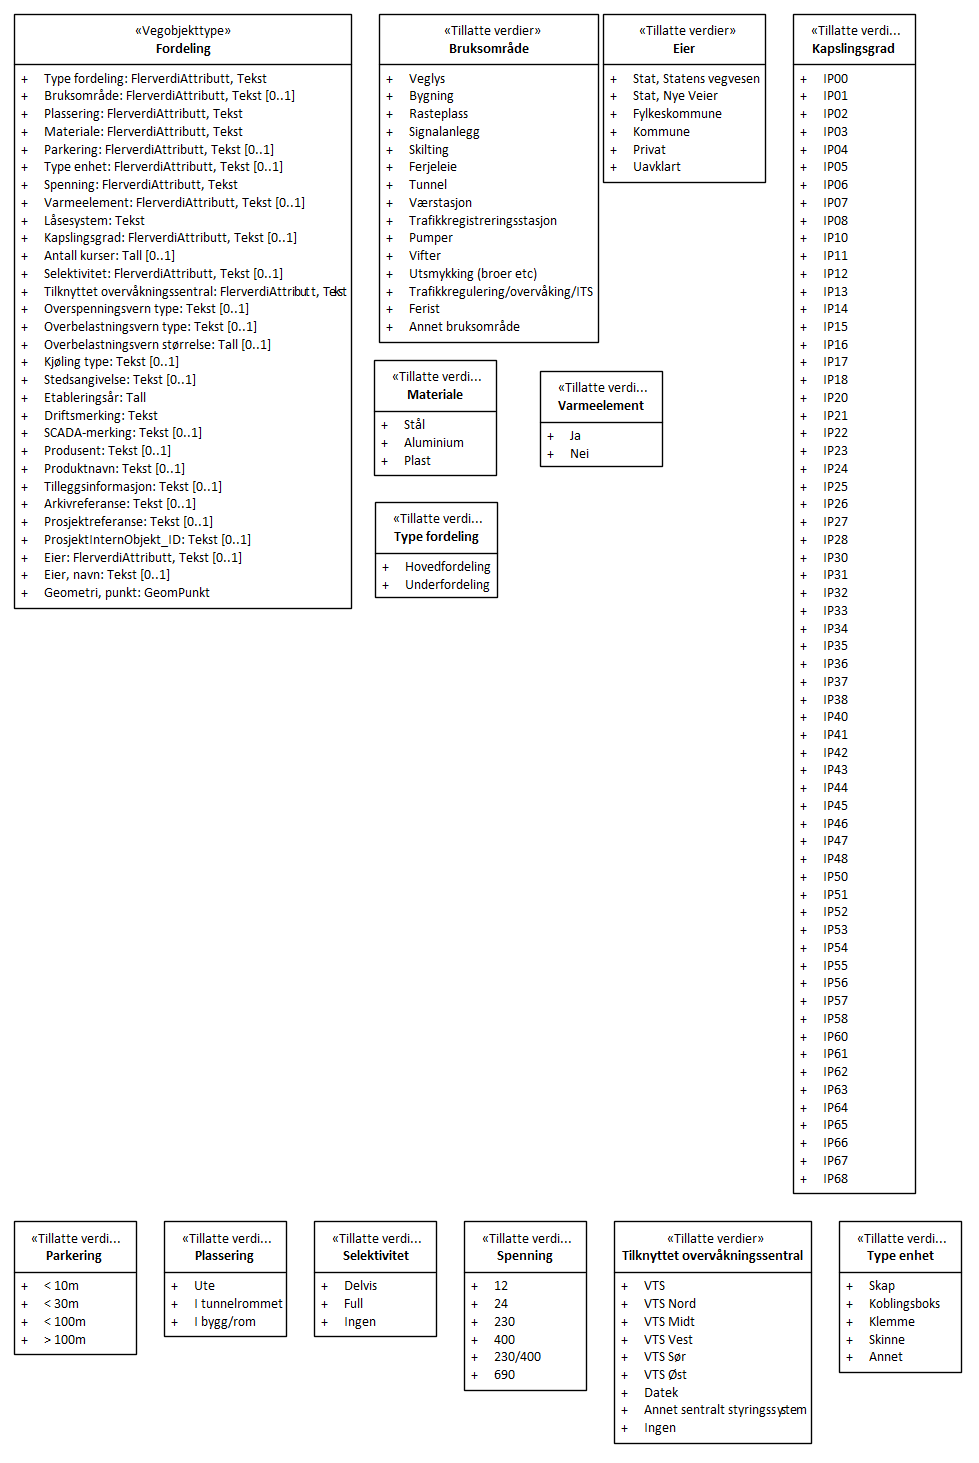 «Vegobjekttype»
Fordeling
+ Type fordeling: FlerverdiAttributt, Tekst
+ Bruksområde: FlerverdiAttributt, Tekst [0..1]
+ Plassering: FlerverdiAttributt, Tekst
+ Materiale: FlerverdiAttributt, Tekst
+ Parkering: FlerverdiAttributt, Tekst [0..1]
+ Type enhet: FlerverdiAttributt, Tekst [0..1]
+ Spenning: FlerverdiAttributt, Tekst
+ Varmeelement: FlerverdiAttributt, Tekst [0..1]
+ Låsesystem: Tekst
+ Kapslingsgrad: FlerverdiAttributt, Tekst [0..1]
+ Antall kurser: Tall [0..1]
+ Selektivitet: FlerverdiAttributt, Tekst [0..1]
+ Tilknyttet overvåkningssentral: FlerverdiAttributt, Tekst
+ Overspenningsvern type: Tekst [0..1]
+ Overbelastningsvern type: Tekst [0..1]
+ Overbelastningsvern størrelse: Tall [0..1]
+ Kjøling type: Tekst [0..1]
+ Stedsangivelse: Tekst [0..1]
+ Etableringsår: Tall
+ Driftsmerking: Tekst
+ SCADA-merking: Tekst [0..1]
+ Produsent: Tekst [0..1]
+ Produktnavn: Tekst [0..1]
+ Tilleggsinformasjon: Tekst [0..1]
+ Arkivreferanse: Tekst [0..1]
+ Prosjektreferanse: Tekst [0..1]
+ ProsjektInternObjekt_ID: Tekst [0..1]
+ Eier: FlerverdiAttributt, Tekst [0..1]
+ Eier, navn: Tekst [0..1]
+ Geometri, punkt: GeomPunkt
«Tillatte verdier»
Bruksområde
+ Veglys
+ Bygning
+ Rasteplass
+ Signalanlegg
+ Skilting
+ Ferjeleie
+ Tunnel
+ Værstasjon
+ Trafikkregistreringsstasjon
+ Pumper
+ Vifter
+ Utsmykking (broer etc)
+ Trafikkregulering/overvåking/ITS
+ Ferist
+ Annet bruksområde
«Tillatte verdier»
Eier
+ Stat, Statens vegvesen
+ Stat, Nye Veier
+ Fylkeskommune
+ Kommune
+ Privat
+ Uavklart
«Tillatte verdi...
Kapslingsgrad
+ IP00
+ IP01
+ IP02
+ IP03
+ IP04
+ IP05
+ IP06
+ IP07
+ IP08
+ IP10
+ IP11
+ IP12
+ IP13
+ IP14
+ IP15
+ IP16
+ IP17
+ IP18
+ IP20
+ IP21
+ IP22
+ IP23
+ IP24
+ IP25
+ IP26
+ IP27
+ IP28
+ IP30
+ IP31
+ IP32
+ IP33
+ IP34
+ IP35
+ IP36
+ IP37
+ IP38
+ IP40
+ IP41
+ IP42
+ IP43
+ IP44
+ IP45
+ IP46
+ IP47
+ IP48
+ IP50
+ IP51
+ IP52
+ IP53
+ IP54
+ IP55
+ IP56
+ IP57
+ IP58
+ IP60
+ IP61
+ IP62
+ IP63
+ IP64
+ IP65
+ IP66
+ IP67
+ IP68
«Tillatte verdi...
Materiale
+ Stål
+ Aluminium
+ Plast
«Tillatte verdi...
Varmeelement
+ Ja
+ Nei
«Tillatte verdi...
Type fordeling
+ Hovedfordeling
+ Underfordeling
«Tillatte verdi...
Parkering
+ < 10m
+ < 30m
+ < 100m
+ > 100m
«Tillatte verdi...
Plassering
+ Ute
+ I tunnelrommet
+ I bygg/rom
«Tillatte verdi...
Selektivitet
+ Delvis
+ Full
+ Ingen
«Tillatte verdi...
Spenning
+ 12
+ 24
+ 230
+ 400
+ 230/400
+ 690
«Tillatte verdier»
Tilknyttet overvåkningssentral
+ VTS
+ VTS Nord
+ VTS Midt
+ VTS Vest
+ VTS Sør
+ VTS Øst
+ Datek
+ Annet sentralt styringssystem
+ Ingen
«Tillatte verdi...
Type enhet
+ Skap
+ Koblingsboks
+ Klemme
+ Skinne
+ Annet